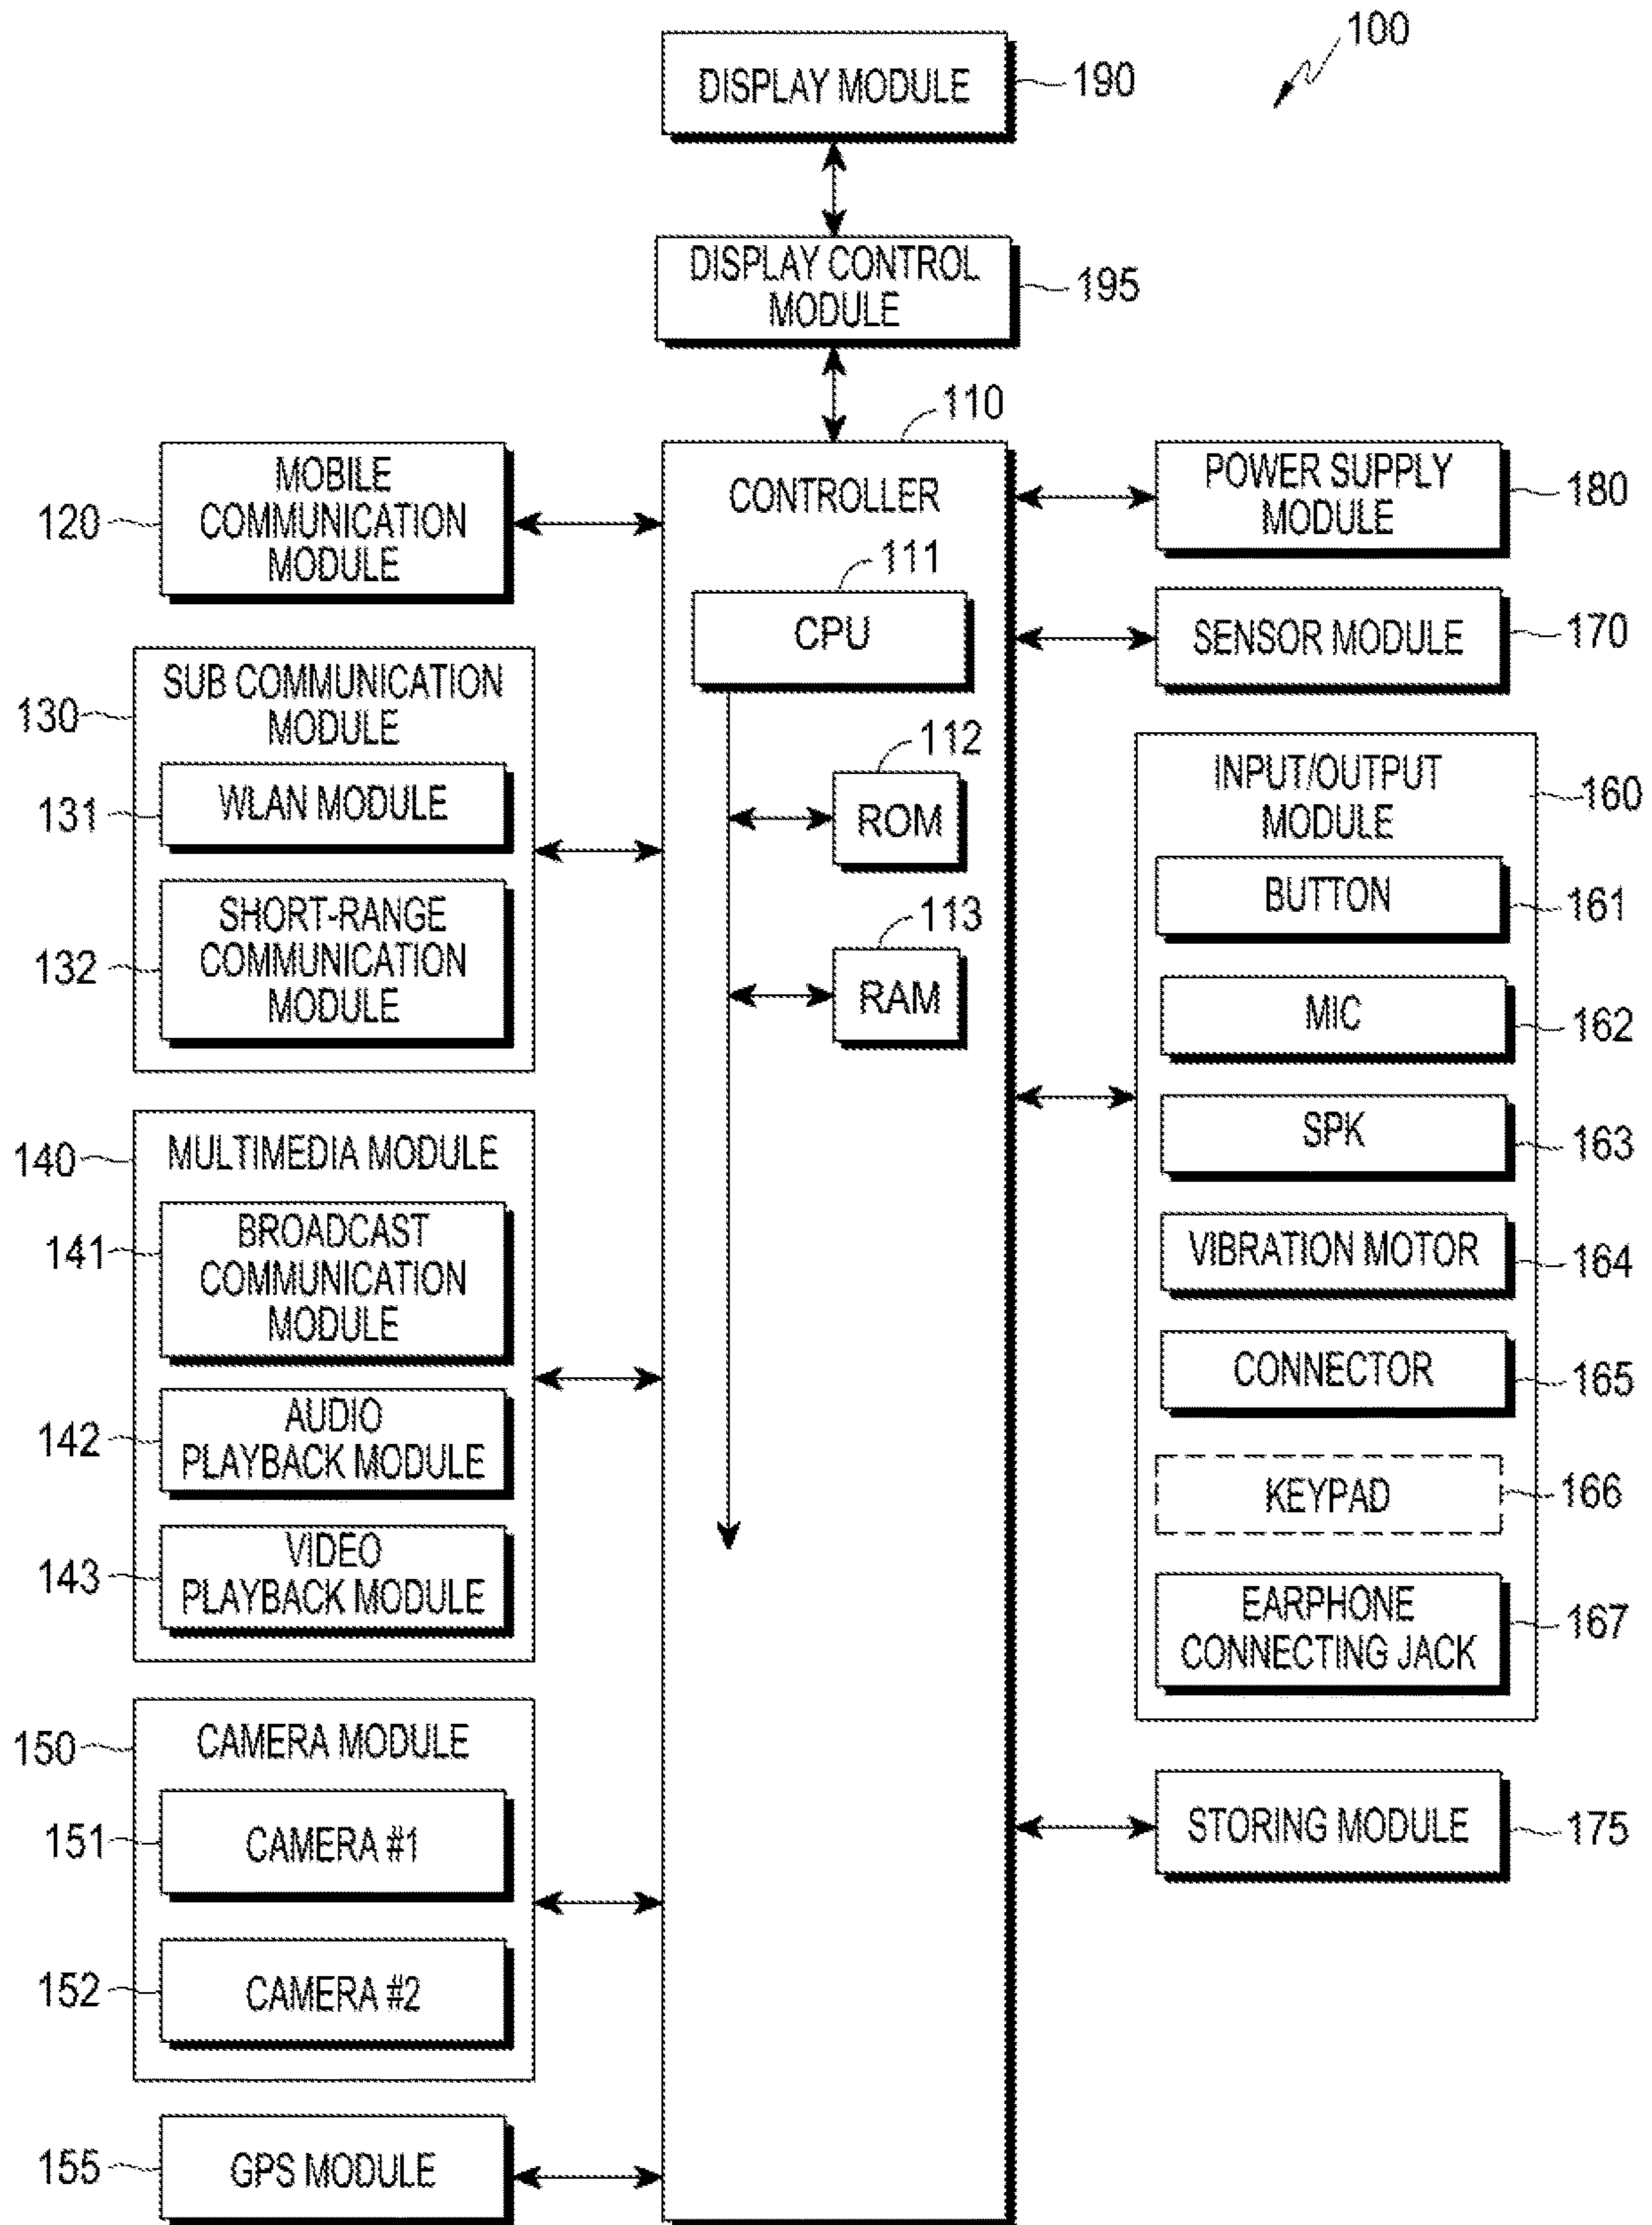 100
DISPLAY MODULE
190
DISPLAY CONTROL
MODULE
195
110
CONTROLLER
111
CPU
112
ROM
113
RAM
120
MOBILE
COMMUNICATION
MODULE
130
SUB COMMUNICATION
MODULE
131
WLAN MODULE
132
SHORT-RANGE
COMMUNICATION
MODULE
140
MULTIMEDIA MODULE
141
BROADCAST
COMMUNICATION
MODULE
142
AUDIO
PLAYBACK MODULE
143
VIDEO
PLAYBACK MODULE
150
CAMERA MODULE
151
CAMERA #1
152
CAMERA #2
155
GPS MODULE
POWER SUPPLY
MODULE
180
SENSOR MODULE
170
INPUT/OUTPUT
MODULE
160
BUTTON
161
MIC
162
SPK
163
VIBRATION MOTOR
164
CONNECTOR
165
KEYPAD
166
EARPHONE
CONNECTING JACK
167
STORING MODULE
175